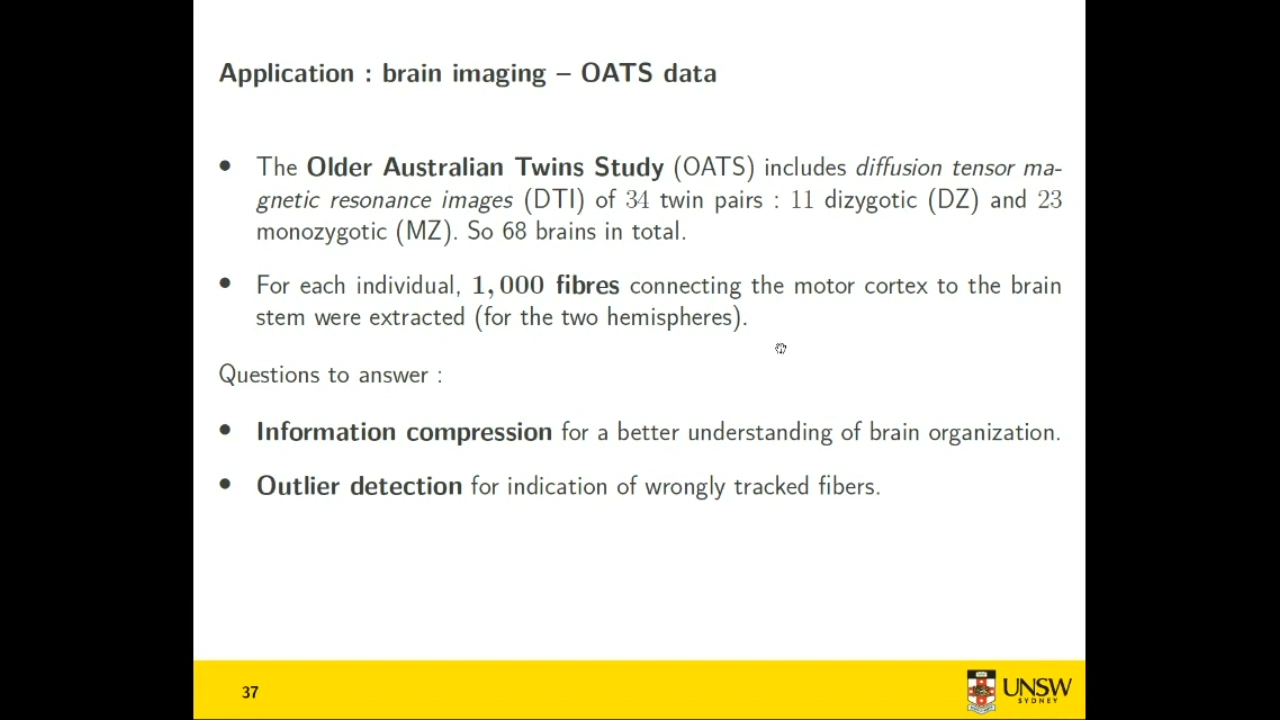 Application : brain imaging – OATS data
• The Older Australian Twins Study (OATS) includes diffusion tensor ma-
gnetic resonance images (DTI) of 34 twin pairs : 11 dizygotic (DZ) and 23
monozygotic (MZ). So 68 brains in total.
• For each individual, 1,000 fibres connecting the motor cortex to the brain
stem were extracted (for the two hemispheres).
Questions to answer :
• Information compression for a better understanding of brain organization.
• Outlier detection for indication of wrongly tracked fibers.
37
UNSW
SYDNEY